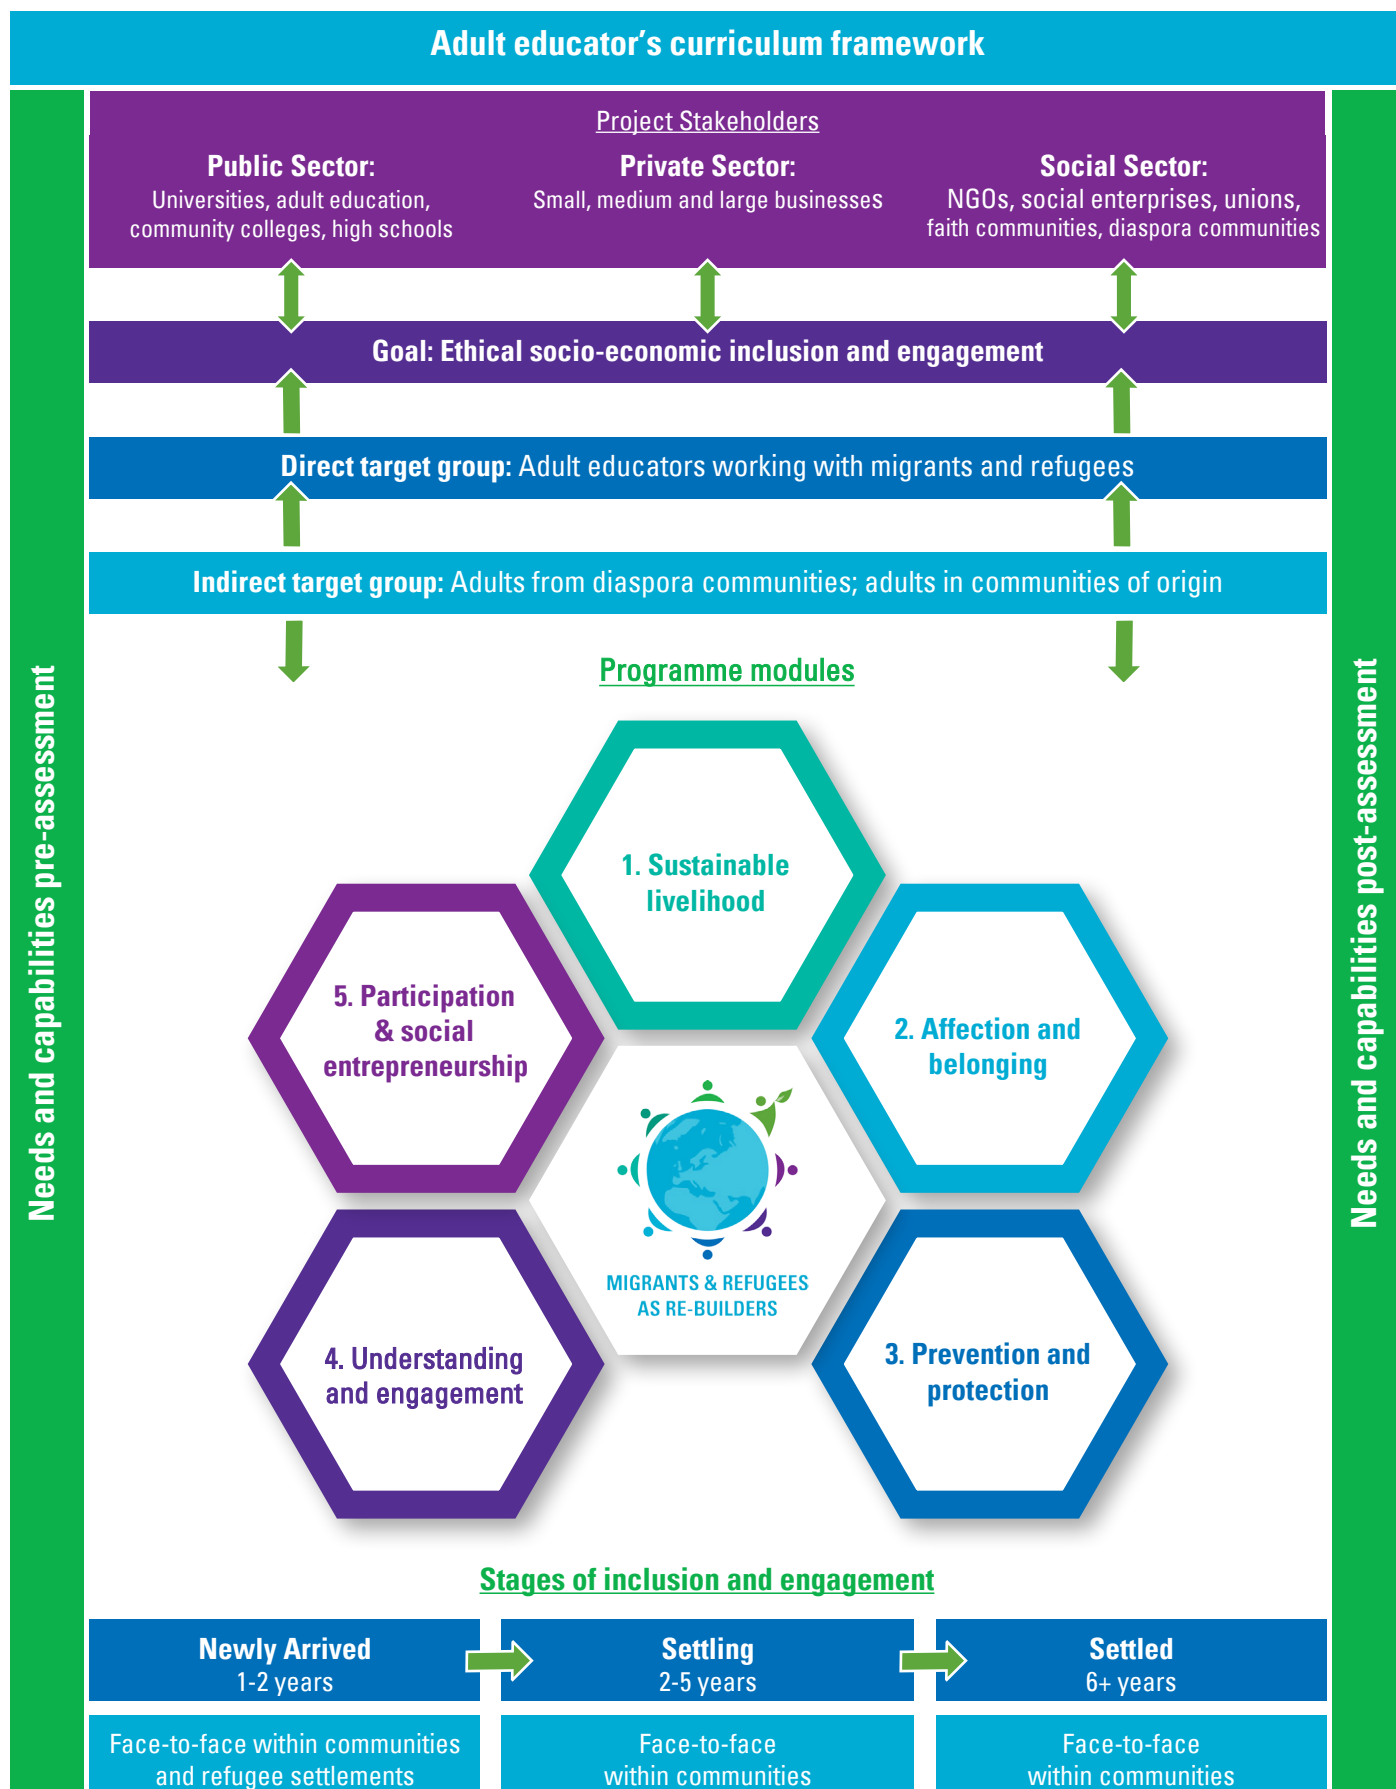 Adult educator's curriculum framework
Project Stakeholders
Public Sector:
Universities, adult education,
community colleges, high schools
Private Sector:
Small, medium and large businesses
Social Sector:
NGOs, social enterprises, unions,
faith communities, diaspora communities
Goal: Ethical socio-economic inclusion and engagement
Direct target group: Adult educators working with migrants and refugees
Indirect target group: Adults from diaspora communities; adults in communities of origin
Needs and capabilities pre-assessment
Needs and capabilities post-assessment
Programme modules
1. Sustainable
livelihood
2. Affection and
belonging
3. Prevention and
protection
4. Understanding
and engagement
5. Participation
& social
entrepreneurship
MIGRANTS & REFUGEES
AS RE-BUILDERS
Stages of inclusion and engagement
Newly Arrived
1-2 years
Settling
2-5 years
Settled
6+ years
Face-to-face within communities
and refugee settlements
Face-to-face
within communities
Face-to-face
within communities